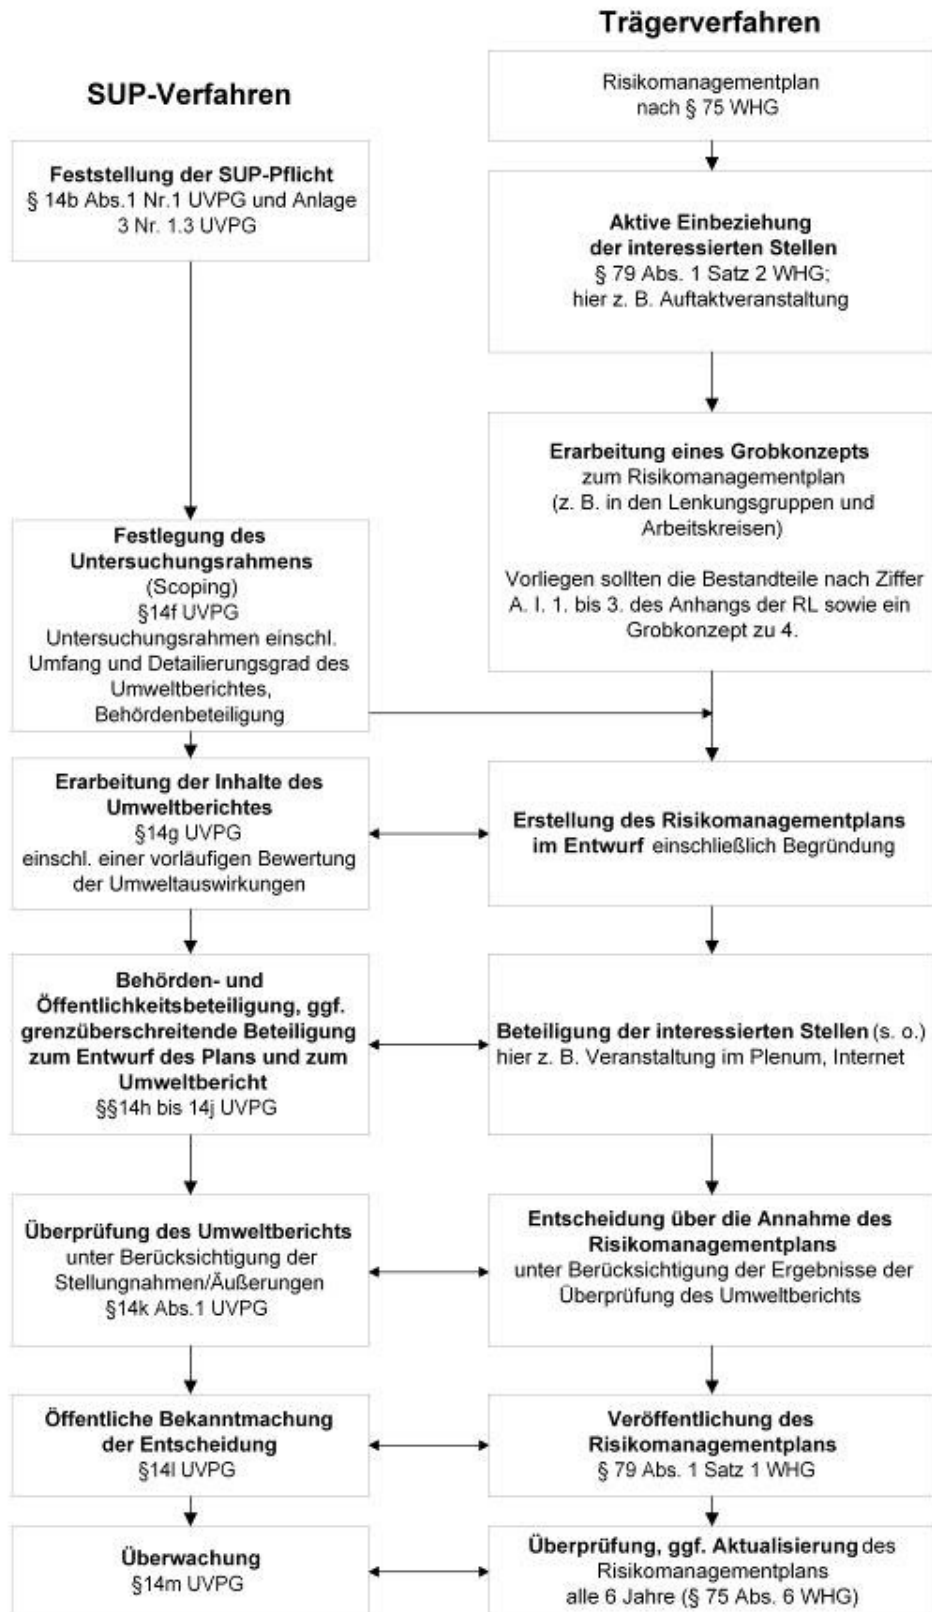 SUP-Verfahren
Feststellung der SUP-Pflicht
§ 14b Abs.1 Nr.1 UVPG und Anlage
3 Nr. 1.3 UVPG
Festlegung des
Untersuchungsrahmens
(Scoping)
§14f UVPG
Untersuchungsrahmen einschl.
Umfang und Detailierungsgrad des
Umweltberichtes,
Behördenbeteiligung
Erarbeitung der Inhalte des
Umweltberichtes
§14g UVPG
einschl. einer vorläufigen Bewertung
der Umweltauswirkungen
Behörden- und
Öffentlichkeitsbeteiligung, ggf.
grenzüberschreitende Beteiligung
zum Entwurf des Plans und zum
Umweltbericht
§§14h bis 14j UVPG
Überprüfung des Umweltberichts
unter Berücksichtigung der
Stellungnahmen/Äußerungen
§14k Abs.1 UVPG
Öffentliche Bekanntmachung
der Entscheidung
§14l UVPG
Überwachung
§14m UVPG
Trägerverfahren
Risikomanagementplan
nach § 75 WHG
Aktive Einbeziehung
der interessierten Stellen
§ 79 Abs. 1 Satz 2 WHG;
hier z. B. Auftaktveranstaltung
Erarbeitung eines Grobkonzepts
zum Risikomanagementplan
(z. B. in den Lenkungsgruppen und
Arbeitskreisen)
Vorliegen sollten die Bestandteile nach Ziffer
A. I. 1. bis 3. des Anhangs der RL sowie ein
Grobkonzept zu 4.
Erstellung des Risikomanagementplans
im Entwurf einschließlich Begründung
Beteiligung der interessierten Stellen (s. o.)
hier z. B. Veranstaltung im Plenum, Internet
Entscheidung über die Annahme des
Risikomanagementplans
unter Berücksichtigung der Ergebnisse der
Überprüfung des Umweltberichts
Veröffentlichung des
Risikomanagementplans
§ 79 Abs. 1 Satz 1 WHG
Überprüfung, ggf. Aktualisierung des
Risikomanagementplans
alle 6 Jahre (§ 75 Abs. 6 WHG)